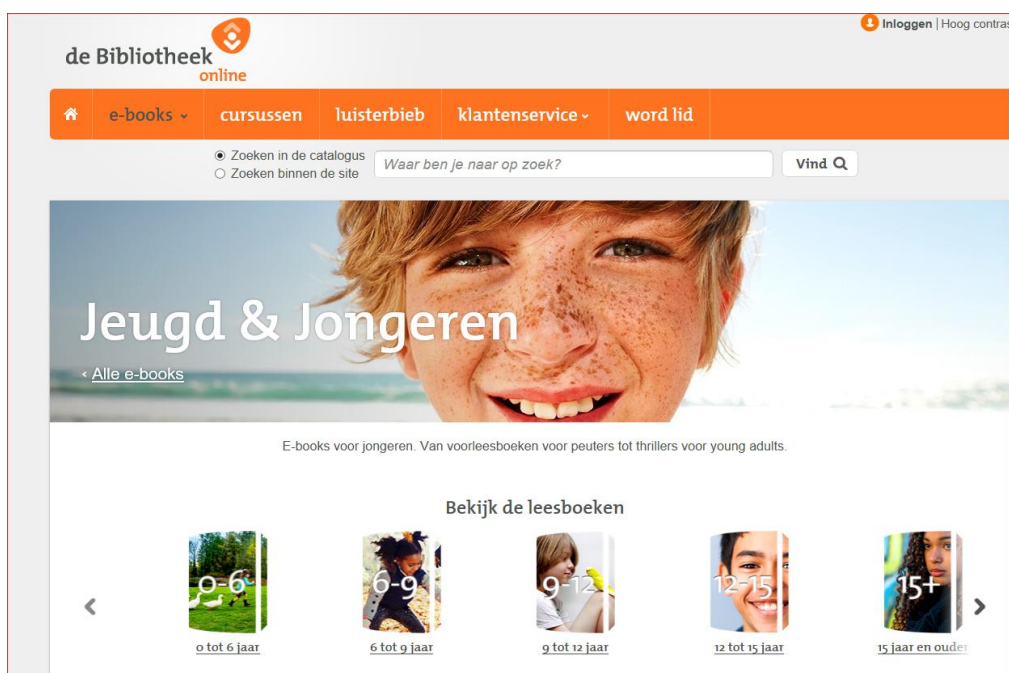 Inloggen | Hoog contras
de Bibliotheek
online
e-books
cursussen
luisterbieb
klantenservice
word lid
Zoeken in de catalogus
Zoeken binnen de site
Waar ben je naar op zoek?
Vind
Jeugd & Jongeren
‹ Alle e-books
E-books voor jongeren. Van voorleesboeken voor peuters tot thrillers voor young adults.
Bekijk de leesboeken
0-6
6-9
9-12
12-15
15+
0 tot 6 jaar
6 tot 9 jaar
9 tot 12 jaar
12 tot 15 jaar
15 jaar en ouder